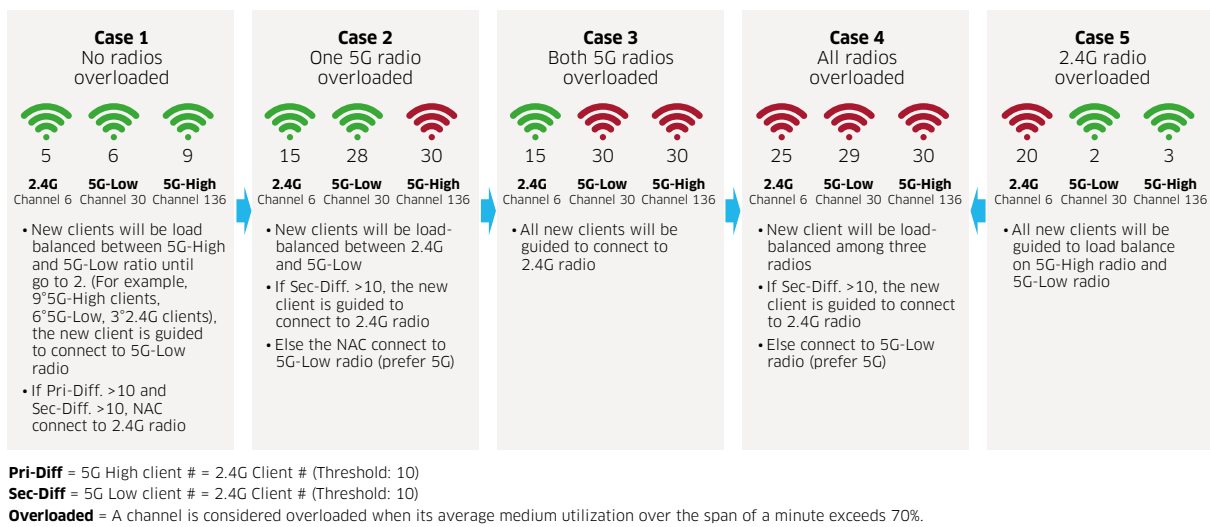 Case 1
No radios
overloaded
5 6 9
2.4G 5G-Low 5G-High
Channel 6 Channel 30 Channel 136
• New clients will be load
balanced between 5G-High
and 5G-Low ratio until
go to 2. (For example,
9°5G-High clients,
6°5G-Low, 3°2.4G clients),
the new client is guided
to connect to 5G-Low
radio
• If Pri-Diff. >10 and
Sec-Diff. >10, NAC
connect to 2.4G radio
Case 2
One 5G radio
overloaded
15 28 30
2.4G 5G-Low 5G-High
Channel 6 Channel 30 Channel 136
• New clients will be load-
balanced between 2.4G
and 5G-Low
• If Sec-Diff. >10, the new
client is guided to
connect to 2.4G radio
• Else the NAC connect to
5G-Low radio (prefer 5G)
Case 3
Both 5G radios
overloaded
15 30 30
2.4G 5G-Low 5G-High
Channel 6 Channel 30 Channel 136
• All new clients will be
guided to connect to
2.4G radio
Case 4
All radios
overloaded
25 29 30
2.4G 5G-Low 5G-High
Channel 6 Channel 30 Channel 136
• New client will be load-
balanced among three
radios
• If Sec-Diff. >10, the new
client is guided to connect
to 2.4G radio
• Else connect to 5G-Low
radio (prefer 5G)
Case 5
2.4G radio
overloaded
20 2 3
2.4G 5G-Low 5G-High
Channel 6 Channel 30 Channel 136
• All new clients will be
guided to load balance
on 5G-High radio and
5G-Low radio
Pri-Diff = 5G High client # = 2.4G Client # (Threshold: 10)
Sec-Diff = 5G Low client # = 2.4G Client # (Threshold: 10)
Overloaded = A channel is considered overloaded when its average medium utilization over the span of a minute exceeds 70%.